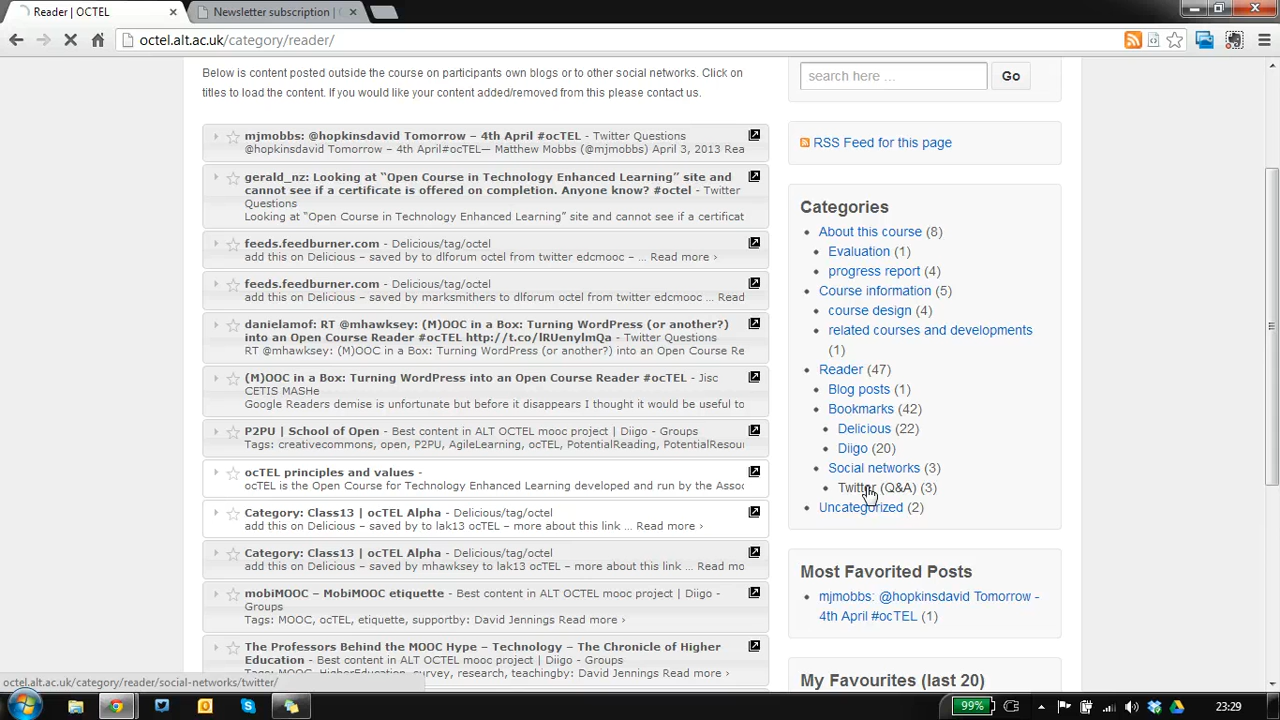 Reader | OCTEL
Newsletter subscription |
octel.alt.ac.uk/category/reader/
Below is content posted outside the course on participants own blogs or to other social networks. Click on
titles to load the content. If you would like your content added/removed from this please contact us.
mjmobbs: @hopkinsdavid Tomorrow – 4th April #ocTEL - Twitter Questions
@hopkinsdavid Tomorrow – 4th April#ocTEL— Matthew Mobbs (@mjmobbs) April 3, 2013 Rea
gerald_nz: Looking at “Open Course in Technology Enhanced Learning” site and
cannot see if a certificate is offered on completion. Anyone know? #octel - Twitter
Questions
Looking at “Open Course in Technology Enhanced Learning” site and cannot see if a certificat
feeds.feedburner.com - Delicious/tag/octel
add this on Delicious – saved by to dlforum octel from twitter edcmooc – ... Read more ›
feeds.feedburner.com - Delicious/tag/octel
add this on Delicious – saved by marksmithers to dlforum octel from twitter edcmooc ... Read
danielamof: RT @mhawksey: (M)OOC in a Box: Turning WordPress (or another?)
into an Open Course Reader #ocTEL http://t.co/lRUenylmQa - Twitter Questions
RT @mhawksey: (M)OOC in a Box: Turning WordPress (or another?) into an Open Course Re
(M)OOC in a Box: Turning WordPress into an Open Course Reader #ocTEL - Jisc
CETIS MASHe
Google Readers demise is unfortunate but before it disappears I thought it would be useful to
P2PU | School of Open - Best content in ALT OCTEL mooc project | Diigo - Groups
Tags: creativecommons, open, P2PU, AgileLearning, ocTEL, PotentialReading, PotentialResour
ocTEL principles and values -
ocTEL is the Open Course for Technology Enhanced Learning developed and run by the Assoc
Category: Class13 | ocTEL Alpha - Delicious/tag/octel
add this on Delicious – saved by to lak13 ocTEL – more about this link ... Read more ›
Category: Class13 | ocTEL Alpha - Delicious/tag/octel
add this on Delicious – saved by mhawksey to lak13 ocTEL – more about this link ... Read mo
mobiMOOC – MobiMOOC etiquette - Best content in ALT OCTEL mooc project | Diigo -
Groups
Tags: MOOC, ocTEL, etiquette, supportby: David Jennings Read more ›
The Professors Behind the MOOC Hype – Technology – The Chronicle of Higher
Education - Best content in ALT OCTEL mooc project | Diigo - Groups
Tags: MOOC, HigherEducation, survey, research, teachingby: David Jennings Read more ›
search here ...
Go
RSS Feed for this page
Categories
About this course (8)
Evaluation (1)
progress report (4)
Course information (5)
course design (4)
related courses and developments
(1)
Reader (47)
Blog posts (1)
Bookmarks (42)
Delicious (22)
Diigo (20)
Social networks (3)
Twitter (Q&A) (3)
Uncategorized (2)
Most Favorited Posts
mjmobbs: @hopkinsdavid Tomorrow -
4th April #ocTEL (1)
My Favourites (last 20)
octel.alt.ac.uk/category/reader/social-networks/twitter/
99%
23:29